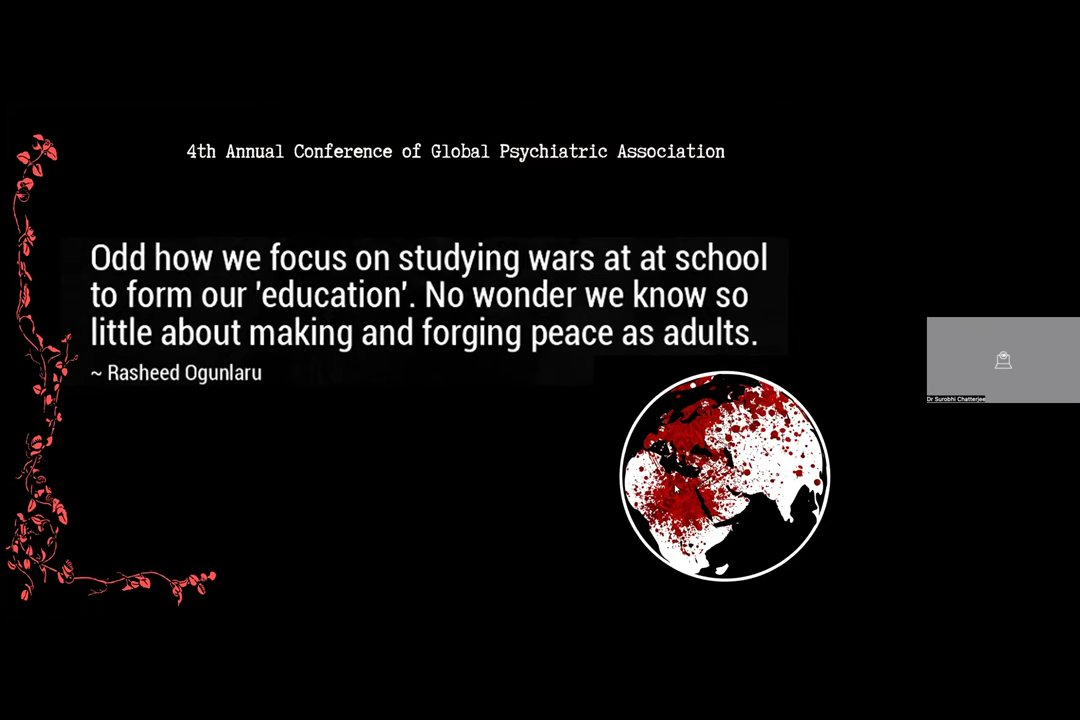 4th Annual Conference of Global Psychiatric Association
Odd how we focus on studying wars at at school
to form our 'education'. No wonder we know so
little about making and forging peace as adults.
~ Rasheed Ogunlaru
Dr Surobhi Chatterjee